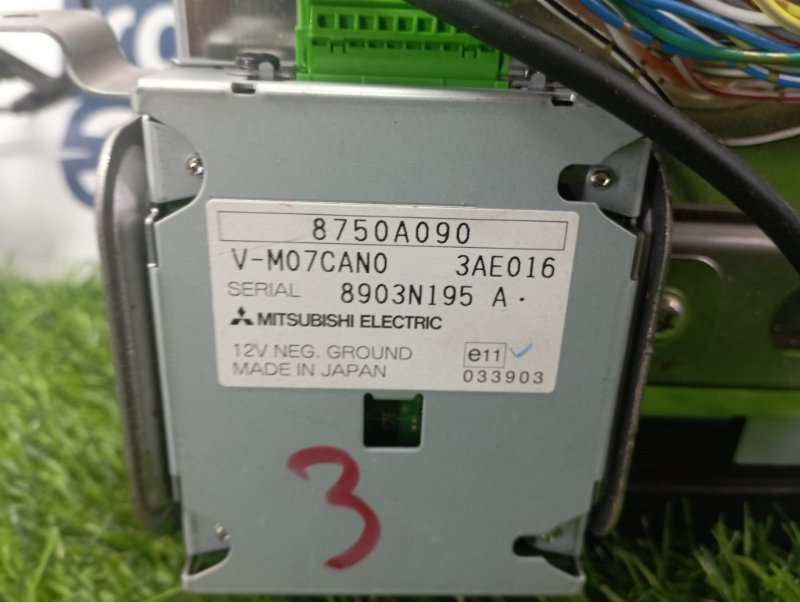 8750A090
V-M07CAN0 3AE016
SERIAL 8903N195 A.
MITSUBISHI ELECTRIC
12V NEG. GROUND e11
MADE IN JAPAN 033903
3